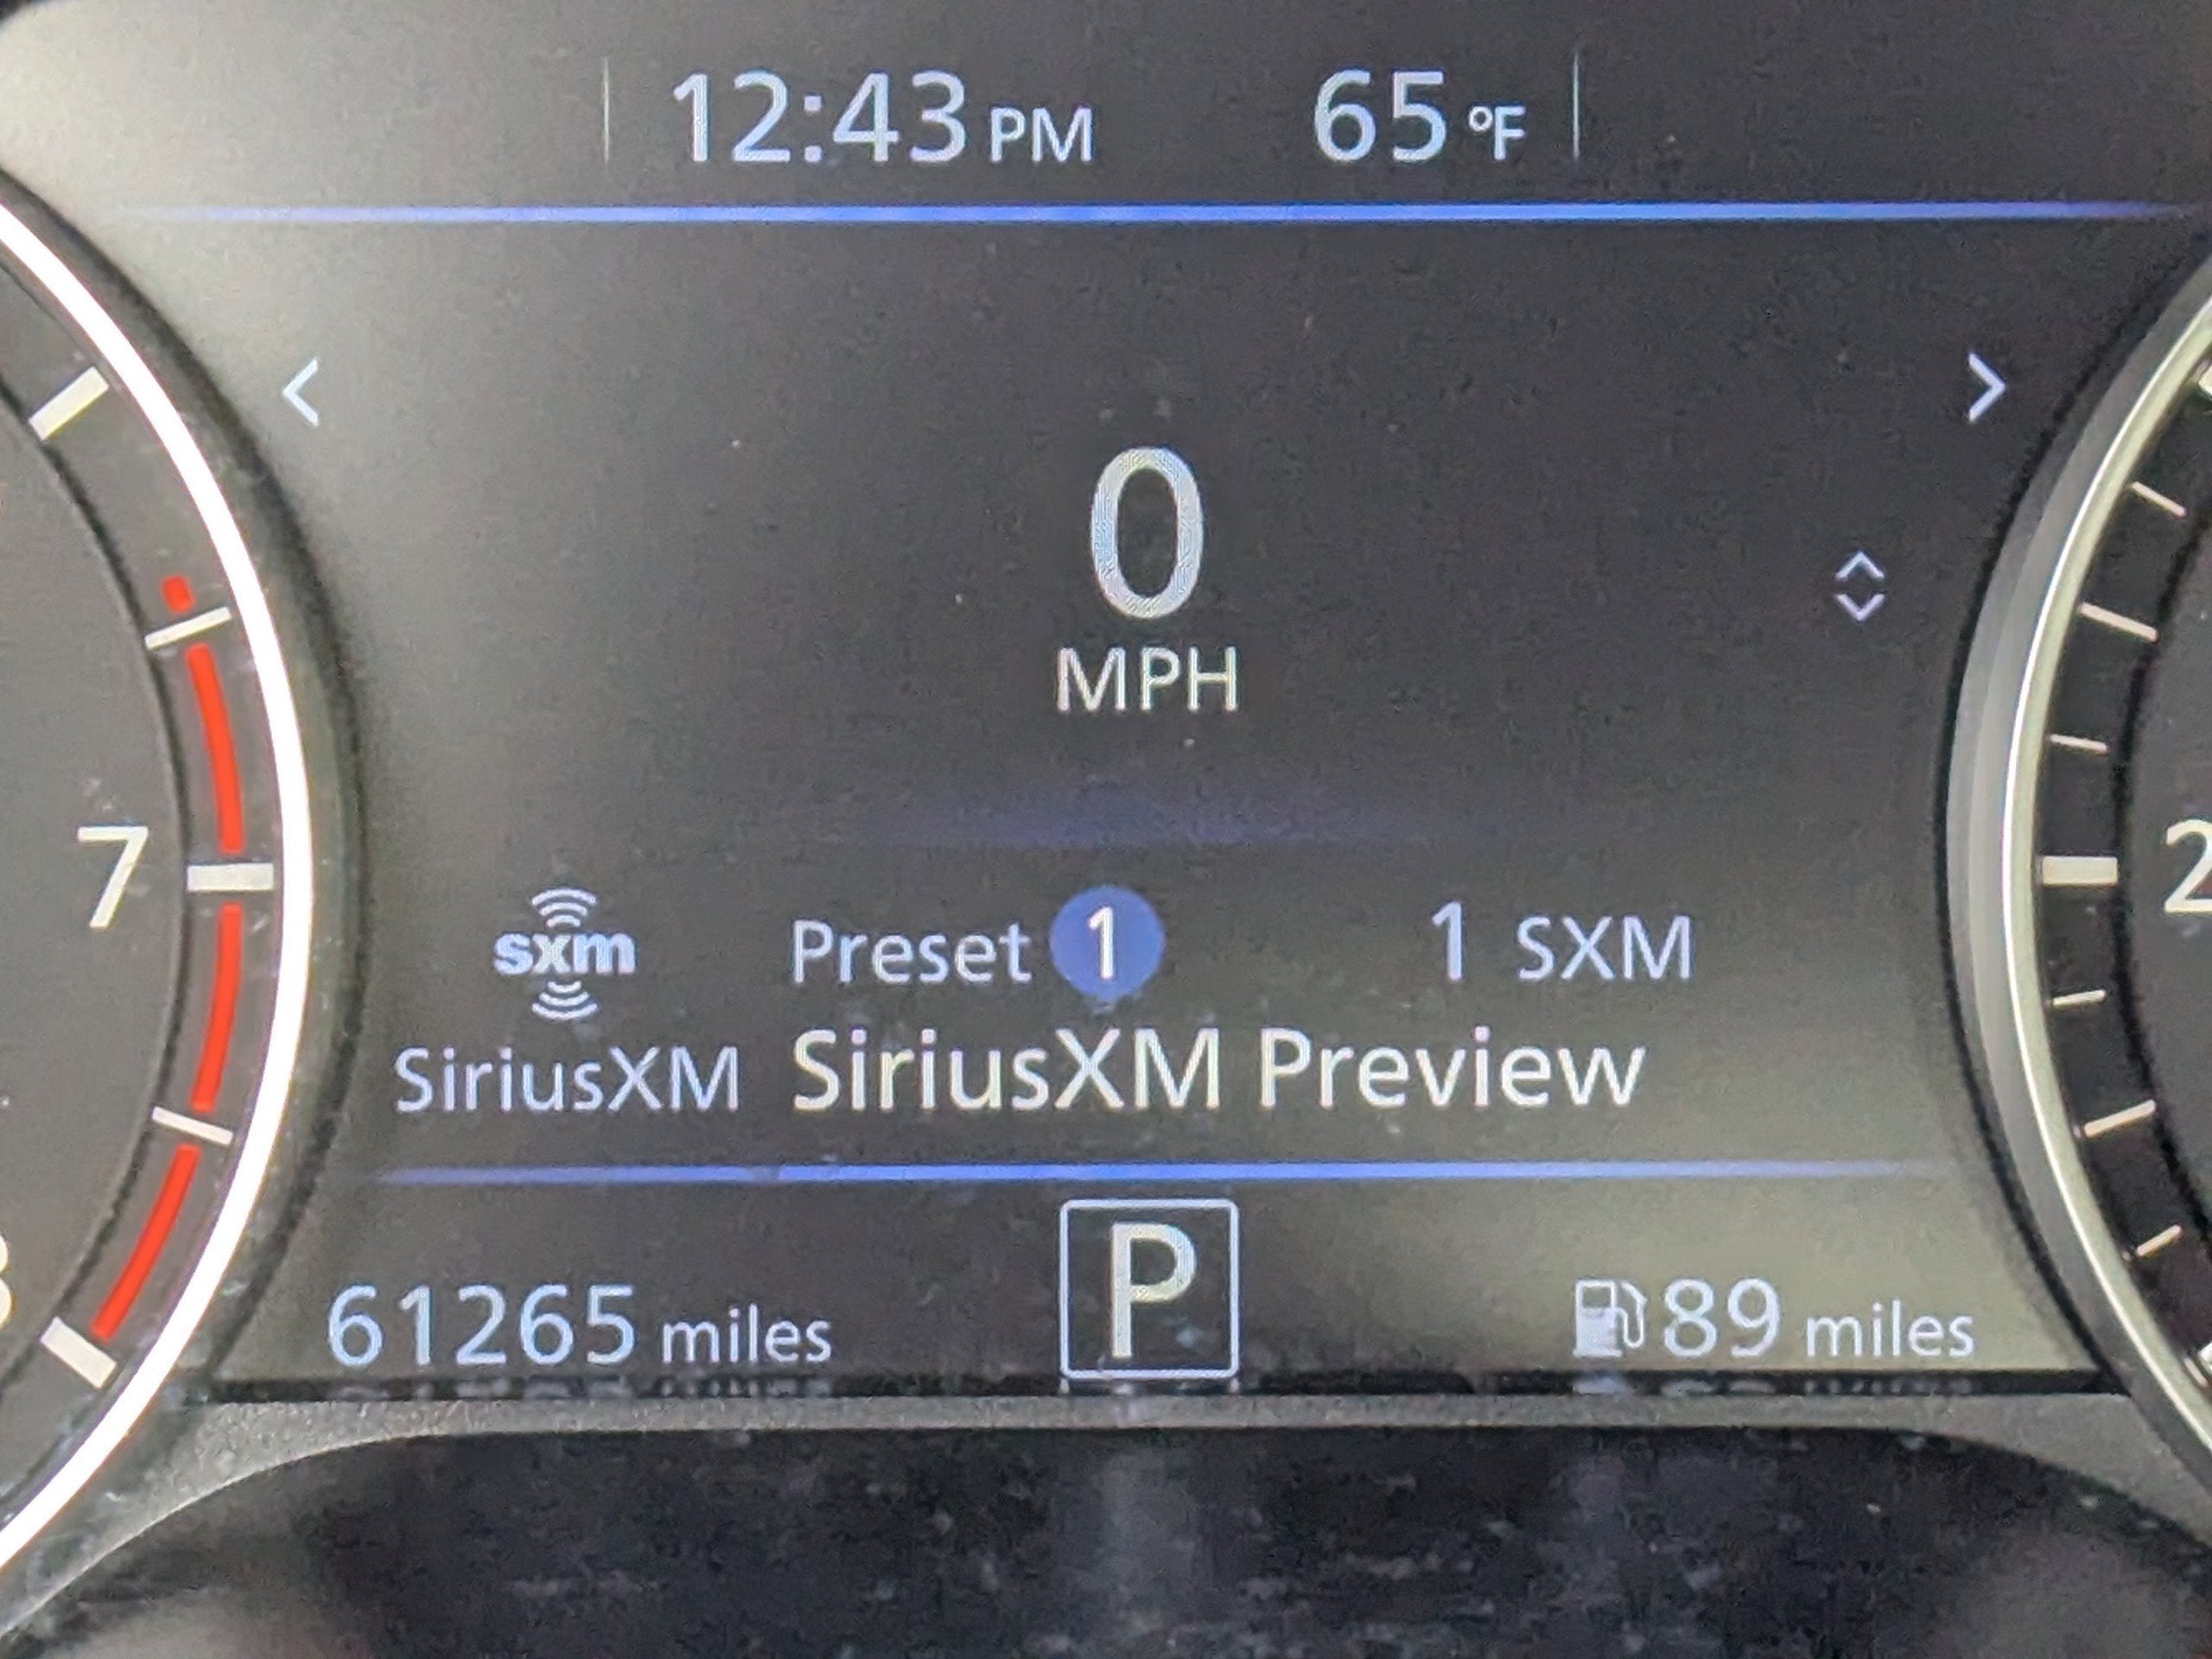 12:43 PM 65 °F
0
MPH
7
2
sxm Preset 1 1 SXM
SiriusXM SiriusXM Preview
P
61265 miles 89 miles